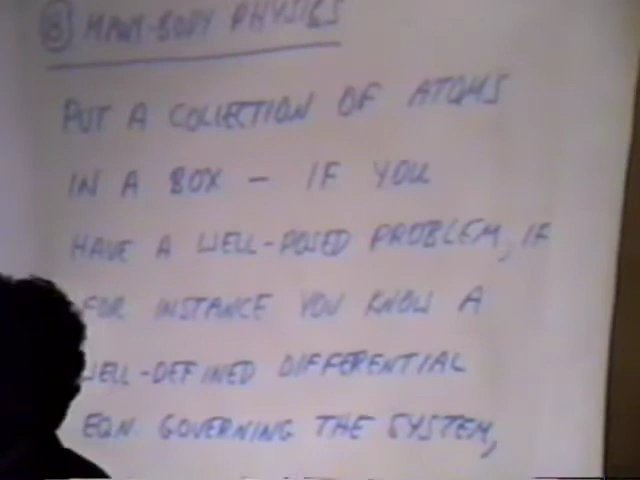 ⑧ MANY-BODY PHYSICS
PUT A COLLECTION OF ATOMS
IN A BOX – IF YOU
HAVE A WELL-POSED PROBLEM, IF
FOR INSTANCE YOU KNOW A
WELL-DEFINED DIFFERENTIAL
EQN. GOVERNING THE SYSTEM,